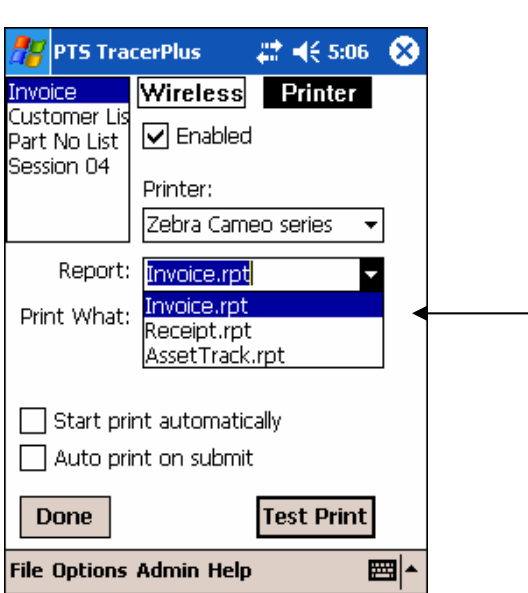 PTS TracerPlus 5:06
Invoice
Customer Lis
Part No List
Session 04
Wireless Printer
Enabled
Printer:
Zebra Cameo series
Report: Invoice.rpt
Print What: Invoice.rpt
Receipt.rpt
AssetTrack.rpt
Start print automatically
Auto print on submit
Done Test Print
File Options Admin Help